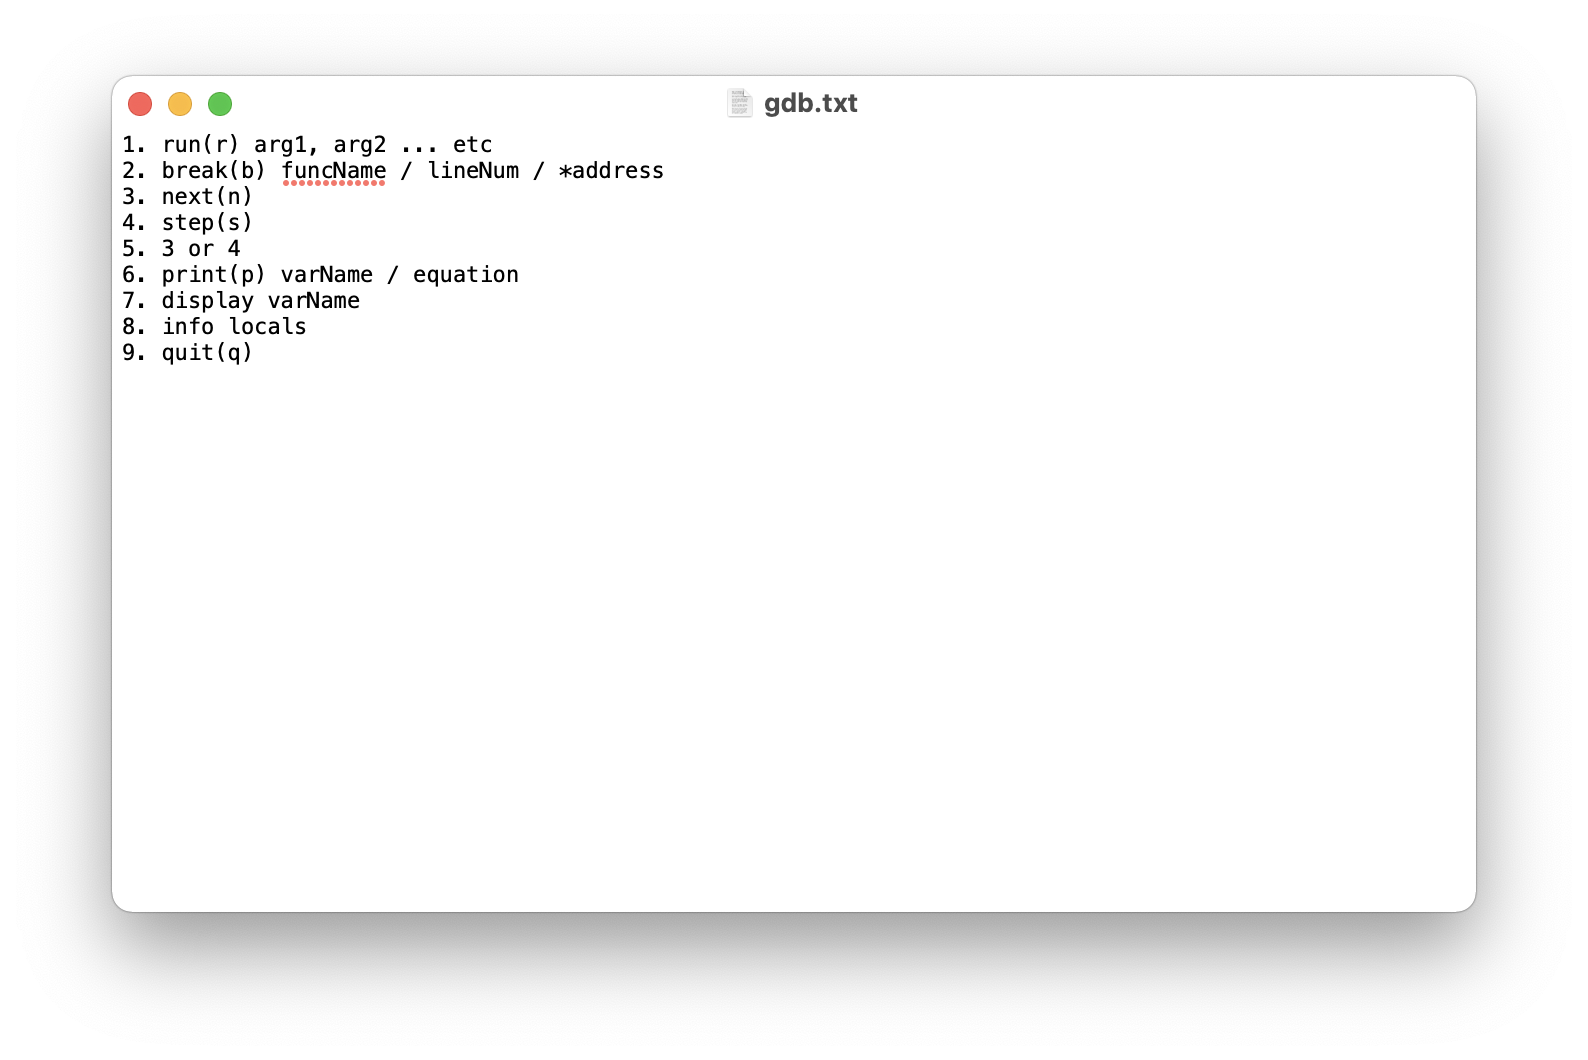 gdb.txt
1. run(r) arg1, arg2 ... etc
2. break(b) funcName / lineNum / *address
3. next(n)
4. step(s)
5. 3 or 4
6. print(p) varName / equation
7. display varName
8. info locals
9. quit(q)